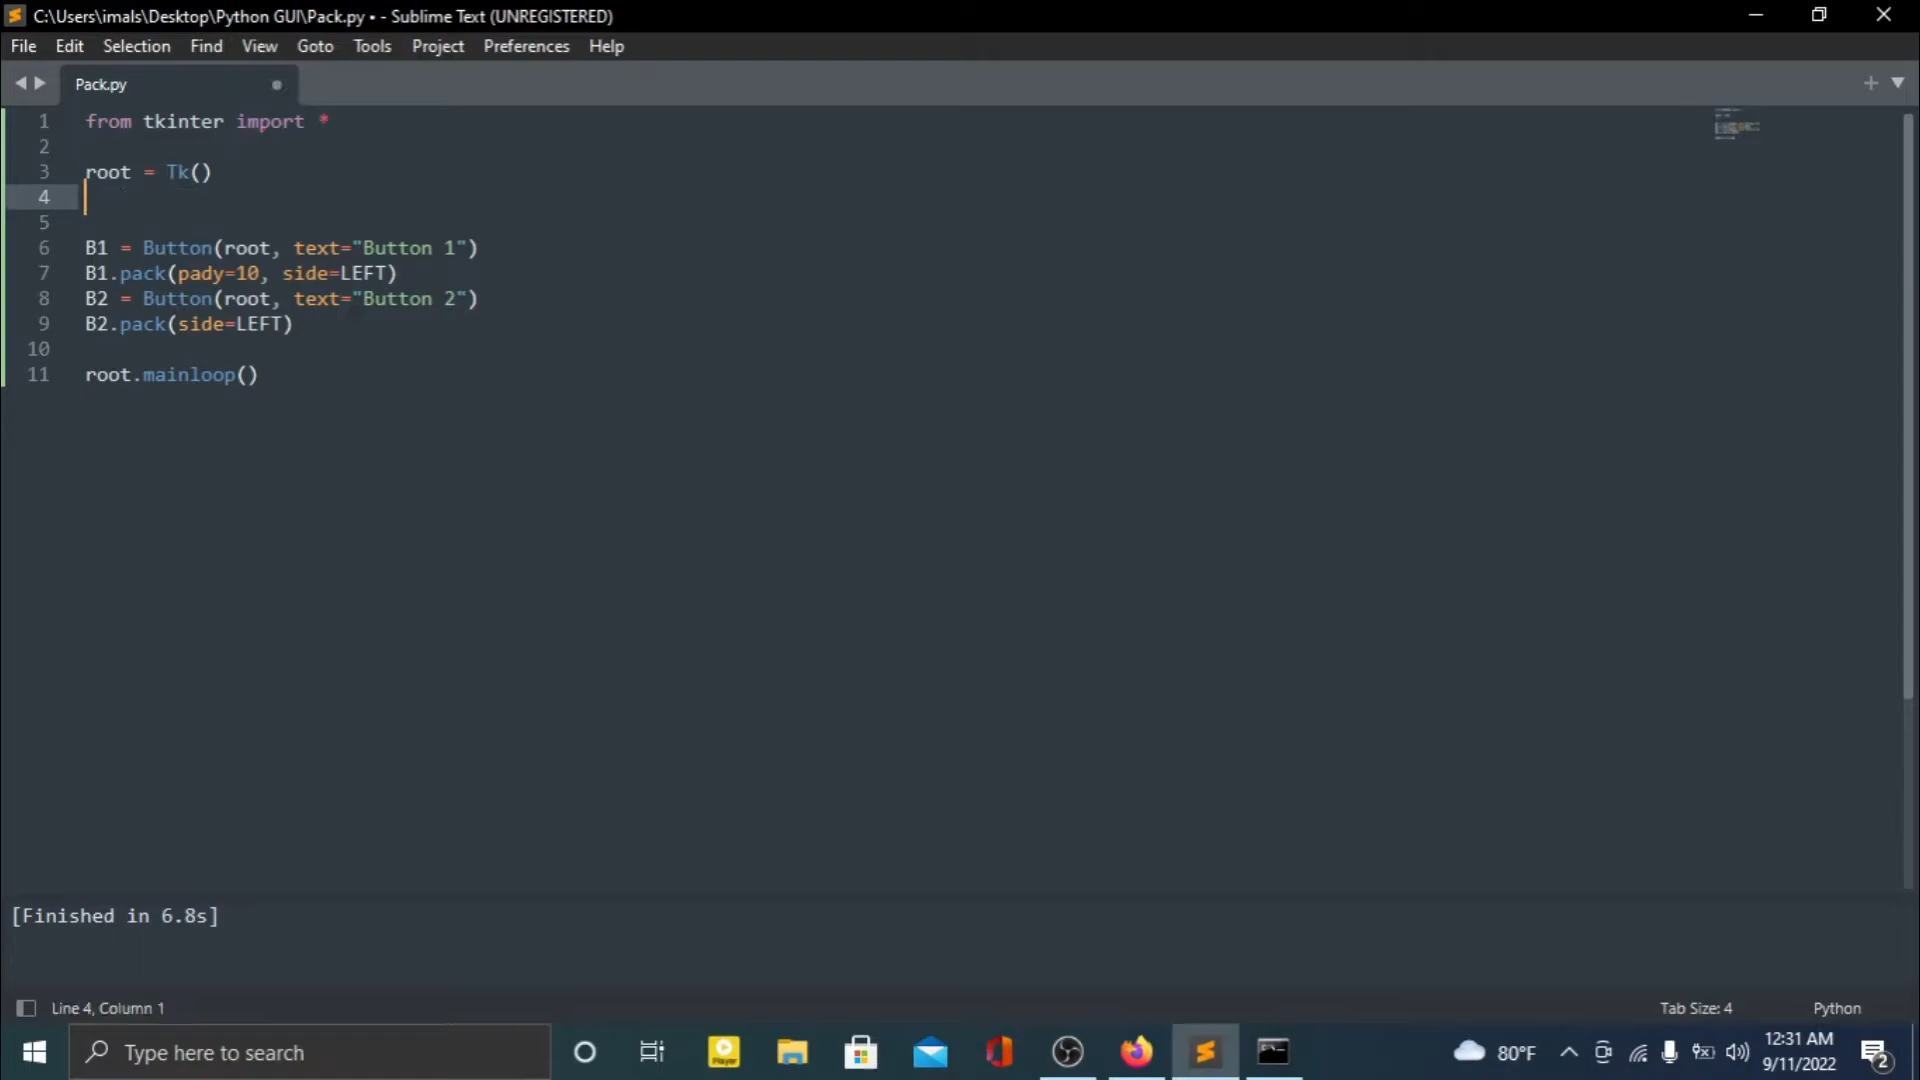 C:\Users\imals\Desktop\Python GUI\Pack.py • - Sublime Text (UNREGISTERED)
File Edit Selection Find View Goto Tools Project Preferences Help
Pack.py
1 from tkinter import *
2
3 root = Tk()
4
5
6 B1 = Button(root, text="Button 1")
7 B1.pack(pady=10, side=LEFT)
8 B2 = Button(root, text="Button 2")
9 B2.pack(side=LEFT)
10
11 root.mainloop()
[Finished in 6.8s]
Line 4, Column 1 Tab Size: 4 Python
Type here to search Player 80°F 12:31 AM
9/11/2022 2